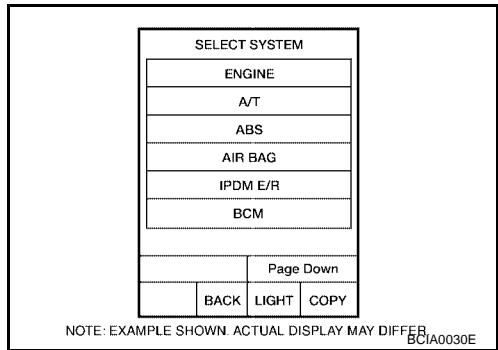 SELECT SYSTEM
ENGINE
A/T
ABS
AIR BAG
IPDM E/R
BCM
Page Down
BACK LIGHT COPY
NOTE: EXAMPLE SHOWN. ACTUAL DISPLAY MAY DIFFER.
BCIA0030E